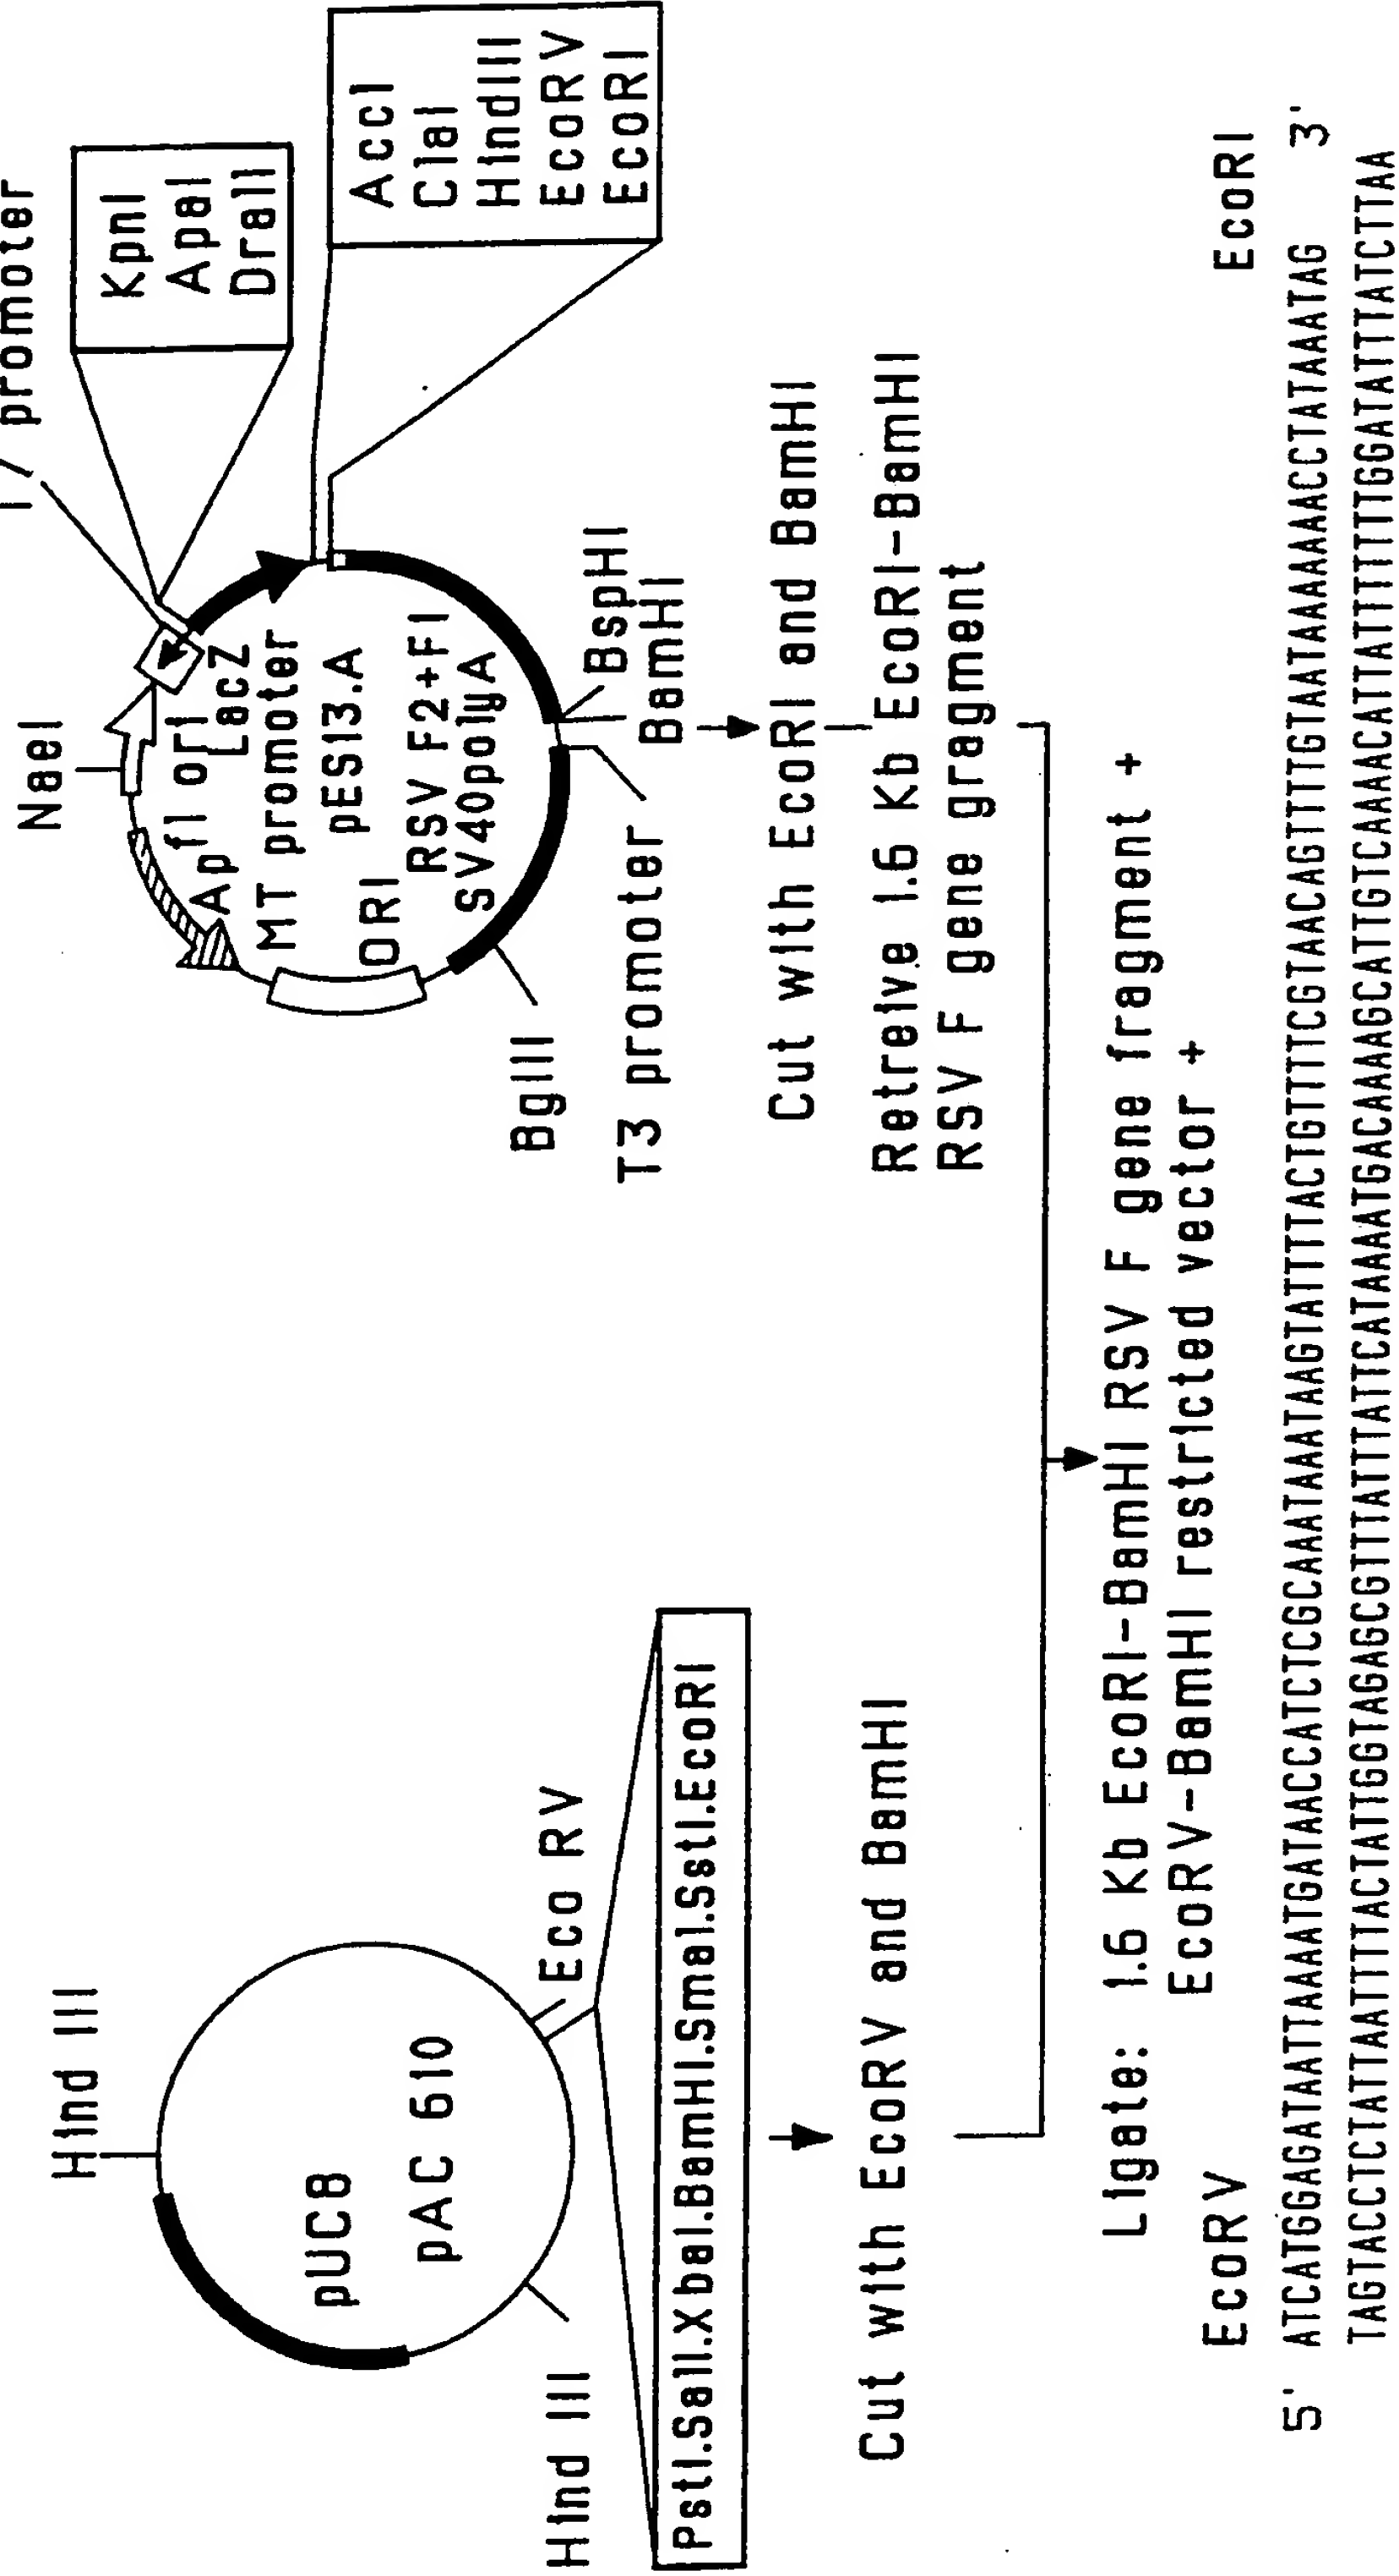 Hind III
pUC8
pAC 610
Eco RV
Hind III
PstI.SalI.XbaI.BamHI.SmaI.SstI.EcoRI
Cut with EcoRV and BamHI
promoter
KpnI
ApaI
DraII
NaeI
AccI
ClaI
HindIII
EcoRV
EcoRI
f1 ori
LacZ
Ap
MT promoter
pES13.A
ORI
RSV F2+F1
SV40polyA
BspHI
BamHI
BglII
T3 promoter
Cut with EcoRI and BamHI
Retreive 1.6 Kb EcoRI-BamHI
RSV F gene gragment
Ligate: 1.6 Kb EcoRI-BamHI RSV F gene fragment +
EcoRV-BamHI restricted vector +
EcoRV EcoRI
5' ATCATGGAGATAATTAAAATGATAACCATCTCGCAAATAAATAAGTATTTTACTGTTTTCGTAACAGTTTTGTAATAAAAAAACCTATAAATAG 3'
TAGTACCTCTATTAATTTTACTATTGGTAGAGCGTTTATTTATTCATAAAATGACAAAAGCATTGTCAAAACATTATTTTTTTGGATATTTATCTTAA